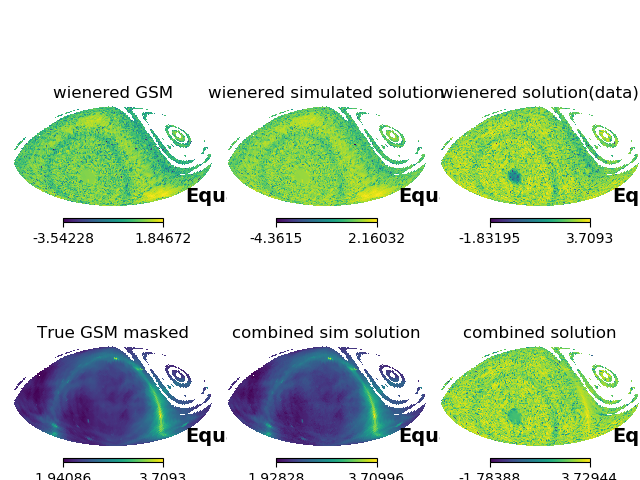 wienered GSM
wienered simulated solution
wienered solution(data)
Equ
Equ
Eq
-3.54228 1.84672
-4.3615 2.16032
-1.83195 3.7093
True GSM masked
combined sim solution
combined solution
Equ
Equ
Eq
1.94086 3.7093
1.92828 3.70996
-1.78388 3.72944